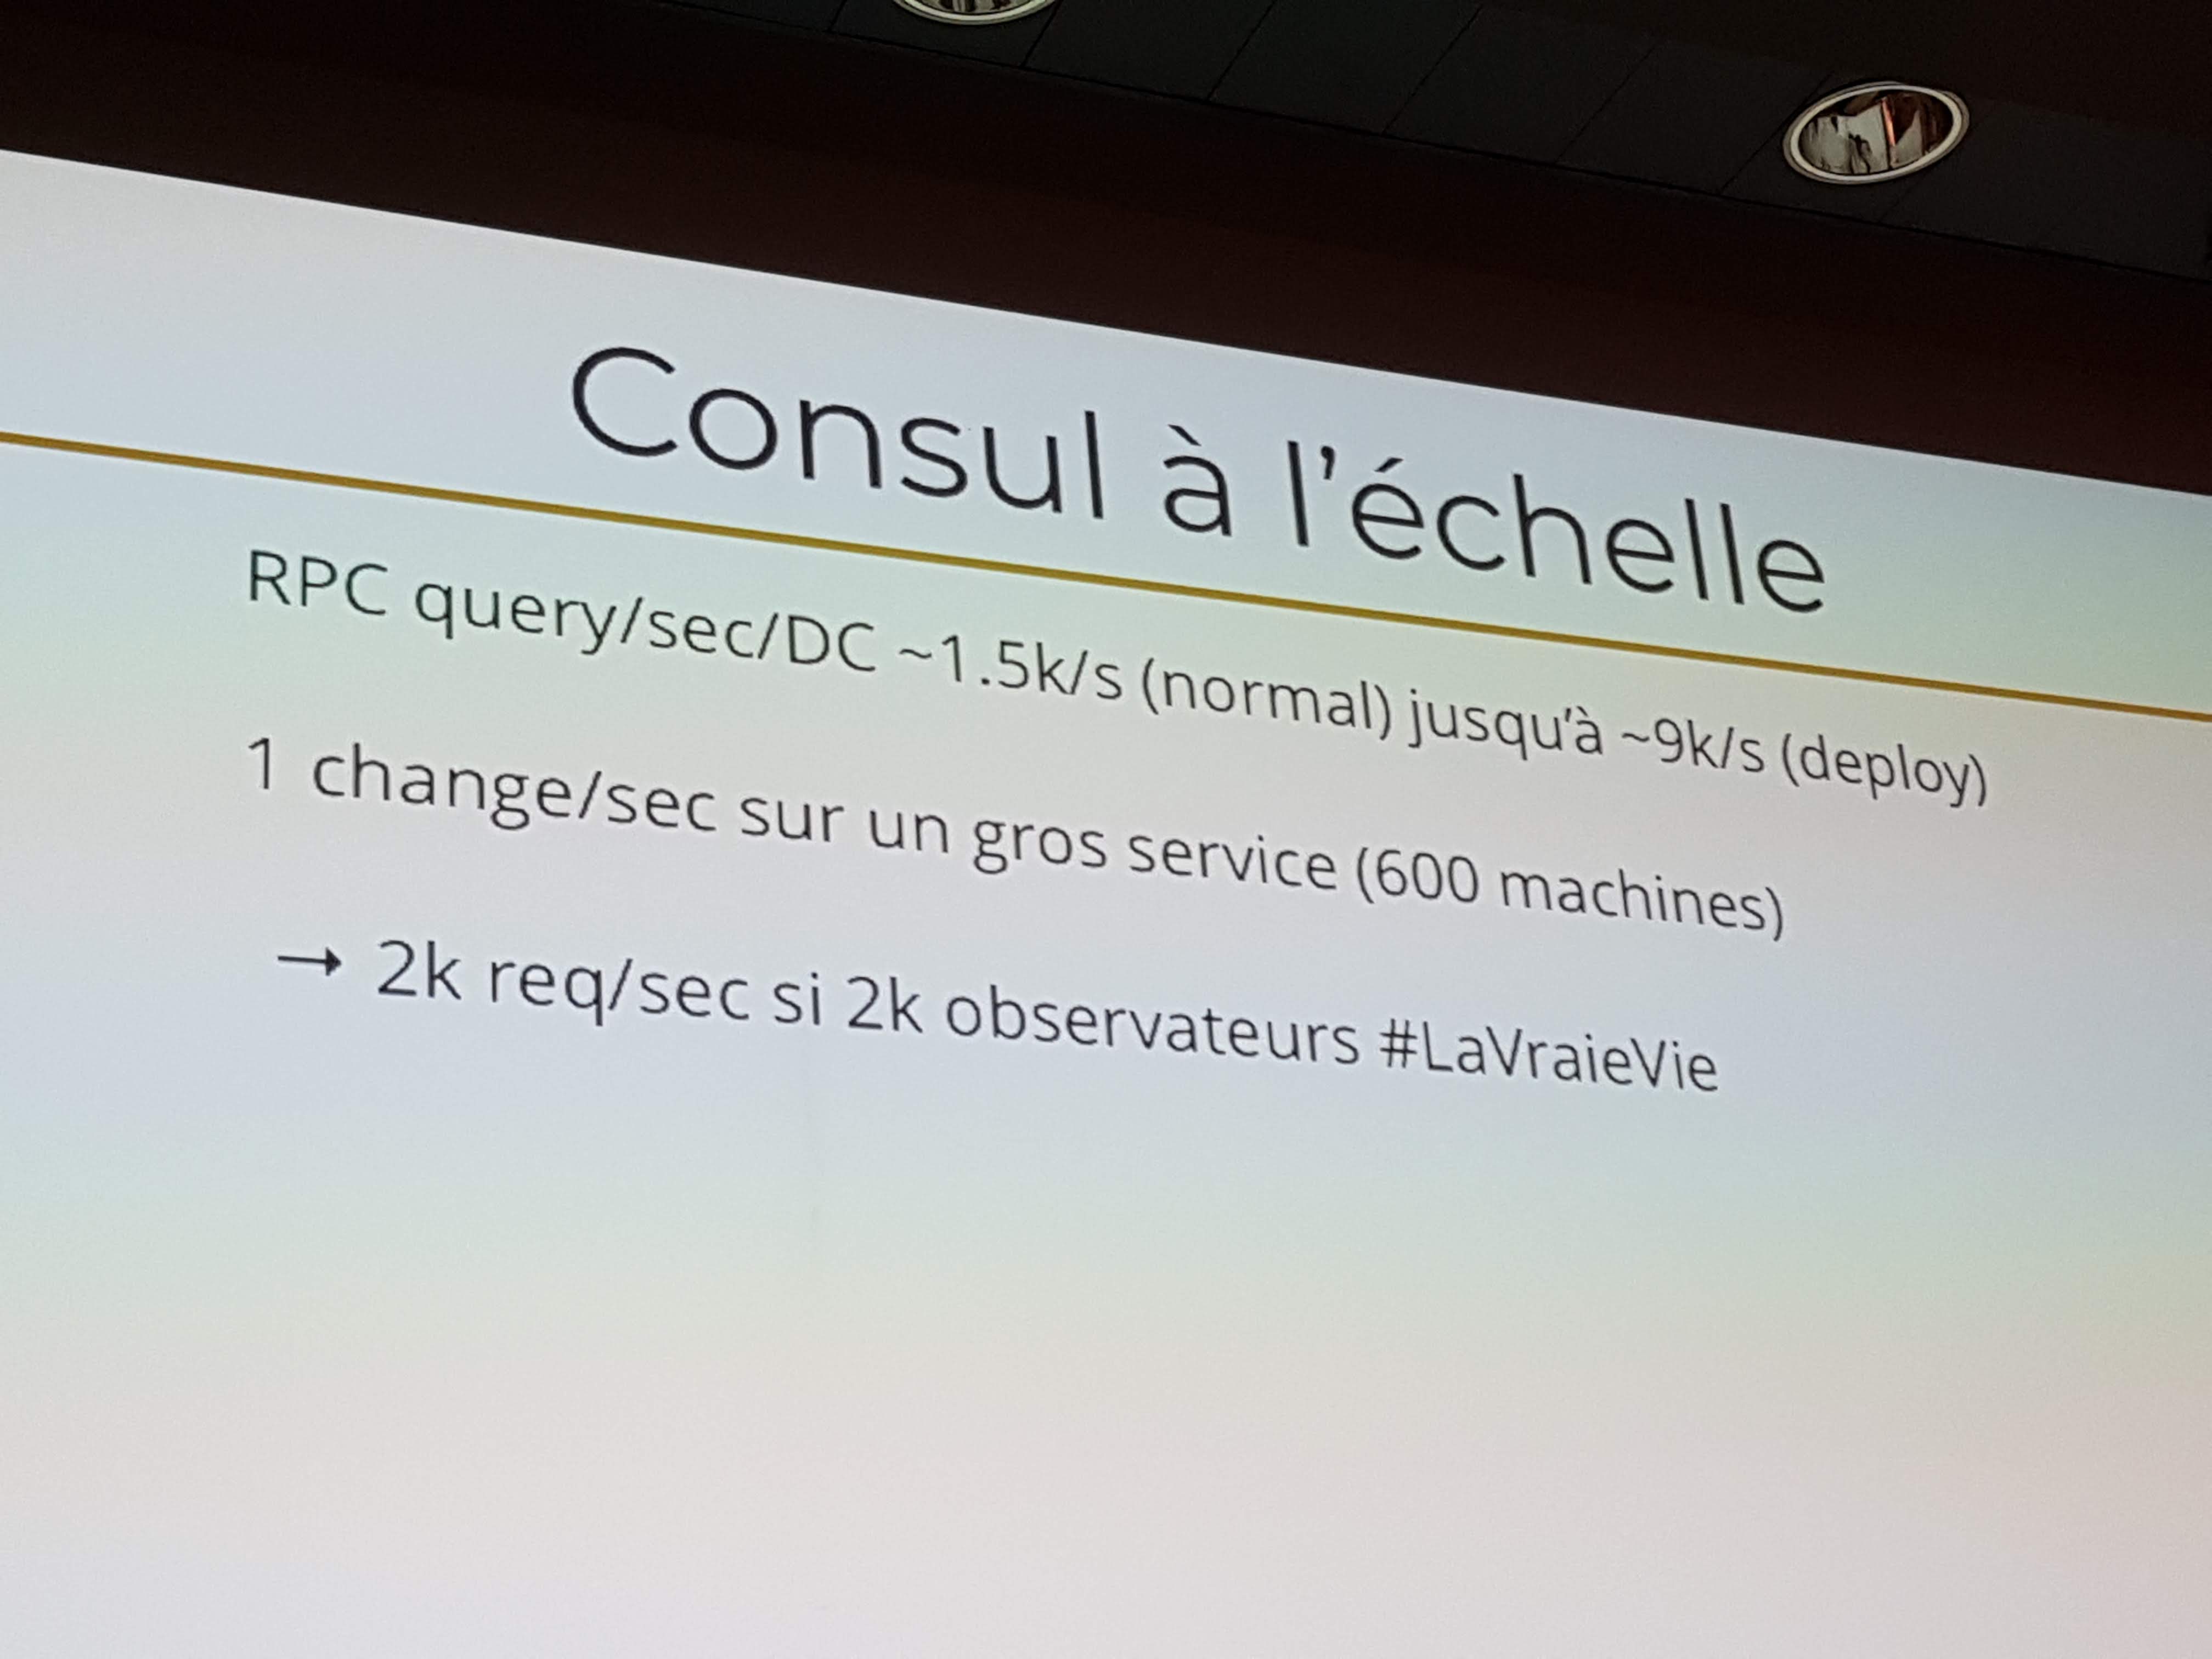 Consul à l'échelle
RPC query/sec/DC ~1.5k/s (normal) jusqu'à ~9k/s (deploy)
1 change/sec sur un gros service (600 machines)
→ 2k req/sec si 2k observateurs #LaVraieVie